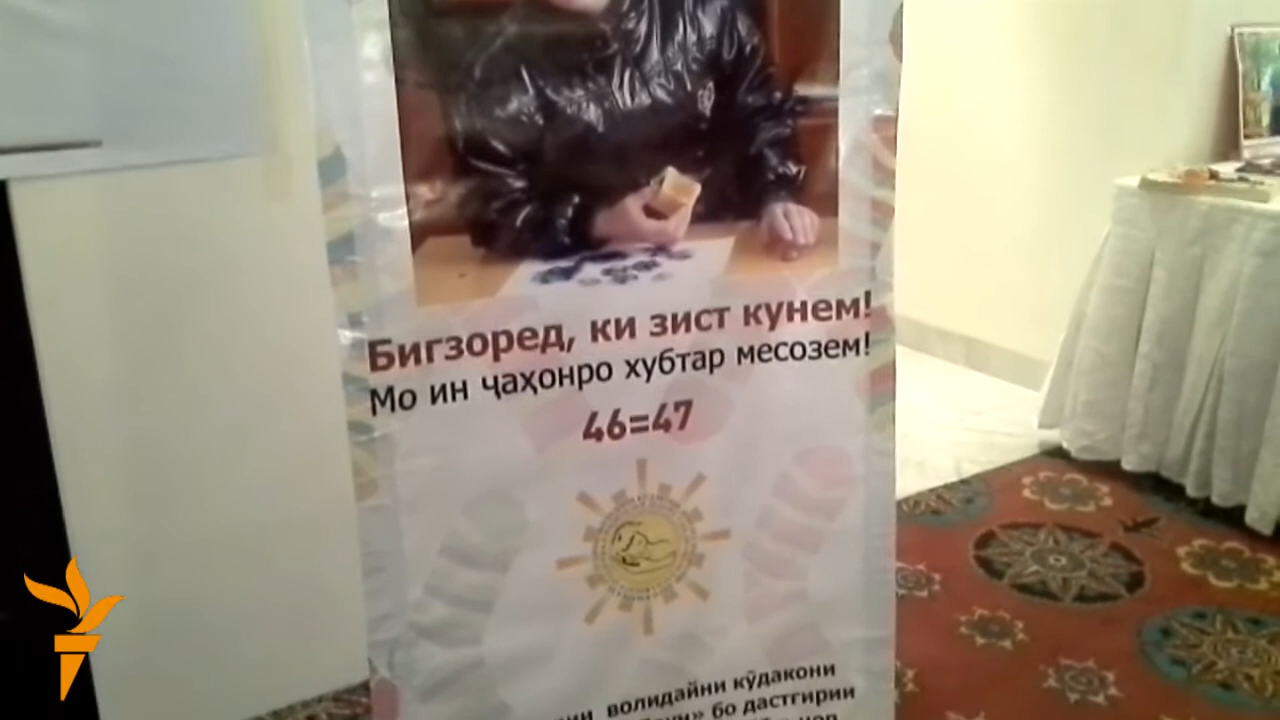 Бигзоред, ки зист кунем!
Мо ин ҷаҳонро хубтар месозем!
46=47
волидайни кӯдакони
бо дастгирии